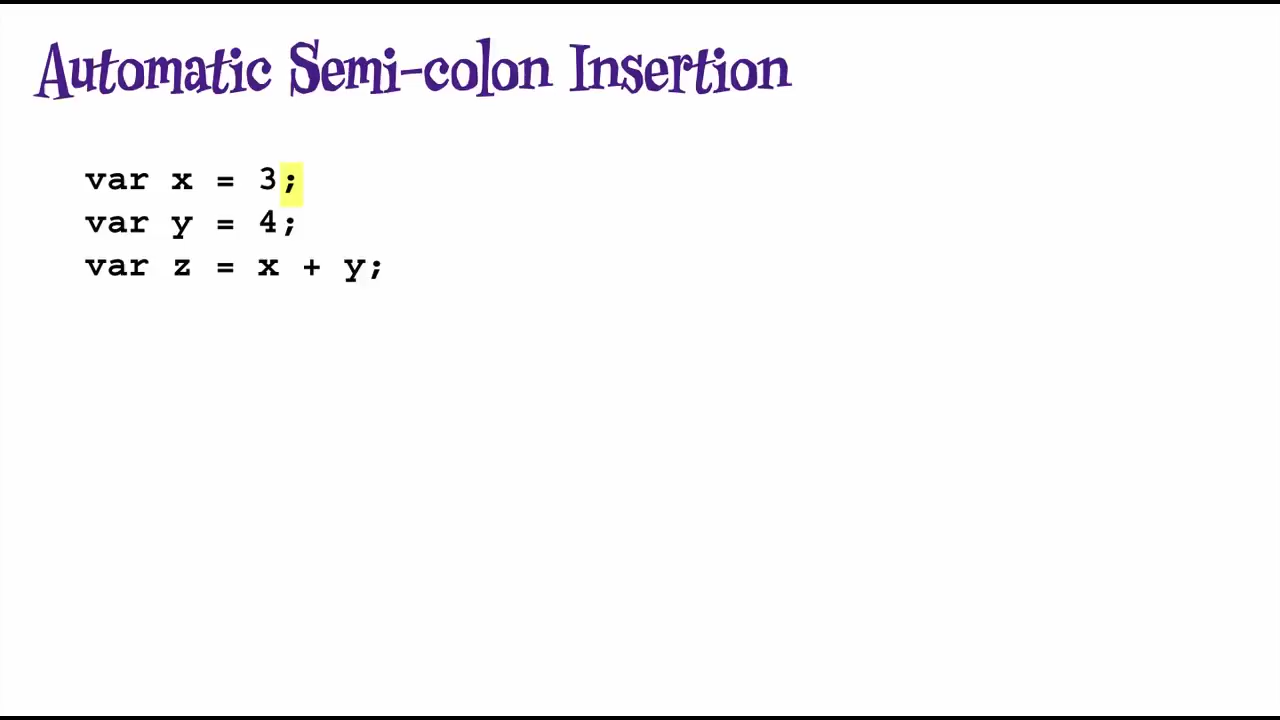 Automatic Semi-colon Insertion
var x = 3;
var y = 4;
var z = x + y;